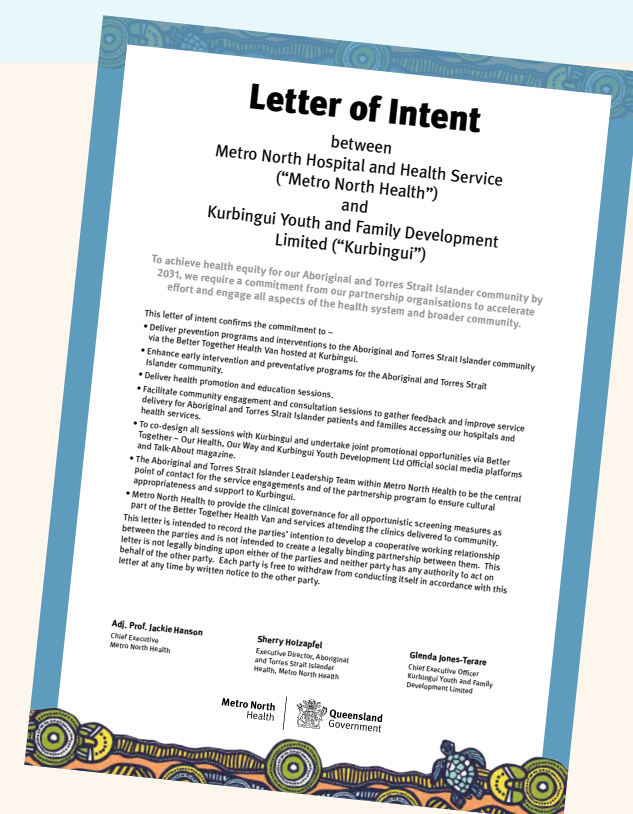 Letter of Intent
between
Metro North Hospital and Health Service
(“Metro North Health”)
and
Kurbingui Youth and Family Development
Limited (“Kurbingui”)
To achieve health equity for our Aboriginal and Torres Strait Islander community by
2031, we require a commitment from our partnership organisations to accelerate
effort and engage all aspects of the health system and broader community.
This letter of intent confirms the commitment to –
• Deliver prevention programs and interventions to the Aboriginal and Torres Strait Islander community
via the Better Together Health Van hosted at Kurbingui.
• Enhance early intervention and preventative programs for the Aboriginal and Torres Strait
Islander community.
• Deliver health promotion and education sessions.
• Facilitate community engagement and consultation sessions to gather feedback and improve service
delivery for Aboriginal and Torres Strait Islander patients and families accessing our hospitals and
health services.
• To co-design all sessions with Kurbingui and undertake joint promotional opportunities via Better
Together – Our Health, Our Way and Kurbingui Youth Development Ltd Official social media platforms
and Talk-About magazine.
• The Aboriginal and Torres Strait Islander Leadership Team within Metro North Health to be the central
point of contact for the service engagements and of the partnership program to ensure cultural
appropriateness and support to Kurbingui.
• Metro North Health to provide the clinical governance for all opportunistic screening measures as
part of the Better Together Health Van and services attending the clinics delivered to community.
This letter is intended to record the parties’ intention to develop a cooperative working relationship
between the parties and is not intended to create a legally binding partnership between them. This
letter is not legally binding upon either of the parties and neither party has any authority to act on
behalf of the other party. Each party is free to withdraw from conducting itself in accordance with this
letter at any time by written notice to the other party.
Adj. Prof. Jackie Hanson
Chief Executive
Metro North Health
Sherry Holzapfel
Executive Director, Aboriginal
and Torres Strait Islander
Health, Metro North Health
Glenda Jones-Terare
Chief Executive Officer
Kurbingui Youth and Family
Development Limited
Metro North
Health
Queensland
Government